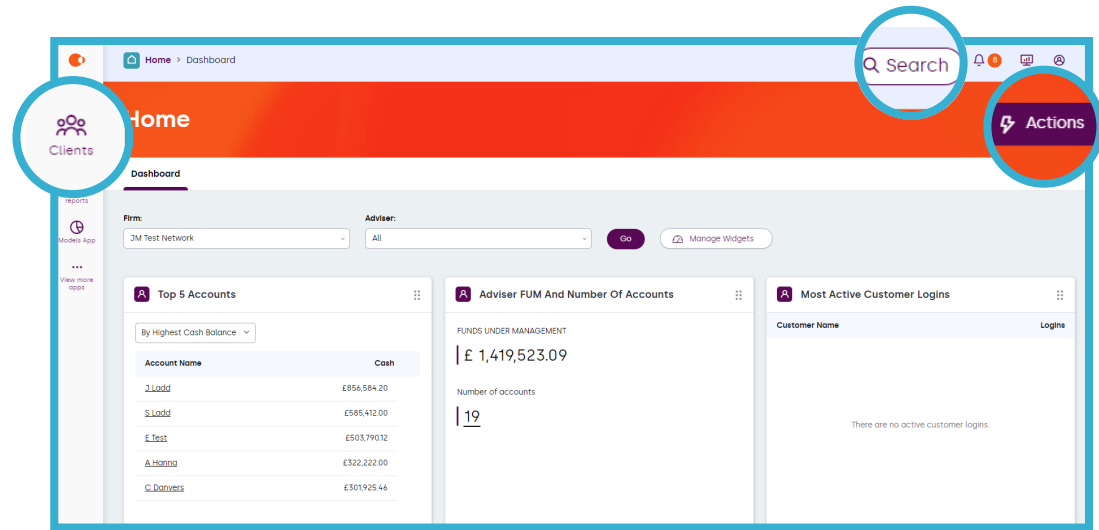 Home > Dashboard
Search
8
Clients
Home
Actions
Dashboard
reports
Models App
View more
apps
Firm:
Adviser:
JM Test Network
All
Go
Manage Widgets
Top 5 Accounts
By Highest Cash Balance
Account Name Cash
J Ladd £856,584.20
S Ladd £585,412.00
E Test £503,790.12
A Hanna £322,222.00
C Danvers £301,925.46
Adviser FUM And Number Of Accounts
FUNDS UNDER MANAGEMENT
£ 1,419,523.09
Number of accounts
19
Most Active Customer Logins
Customer Name Logins
There are no active customer logins.